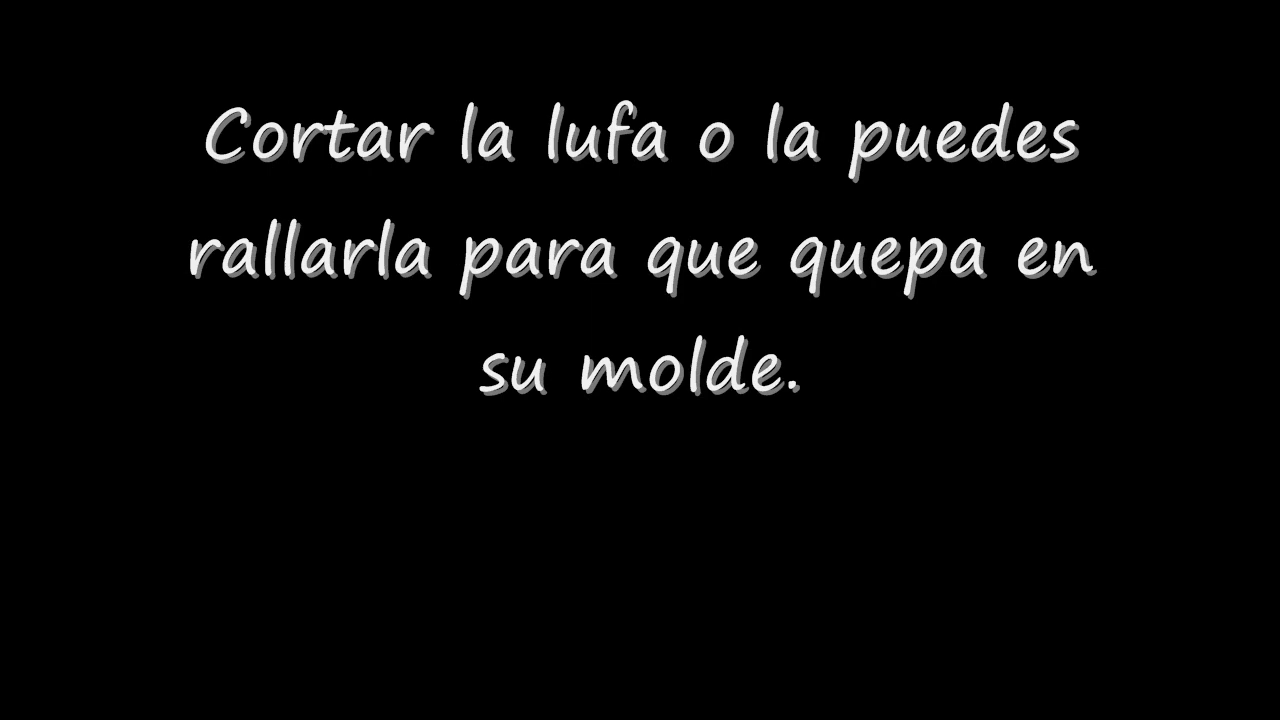 Cortar la lufa o la puedes
rallarla para que quepa en
su molde.